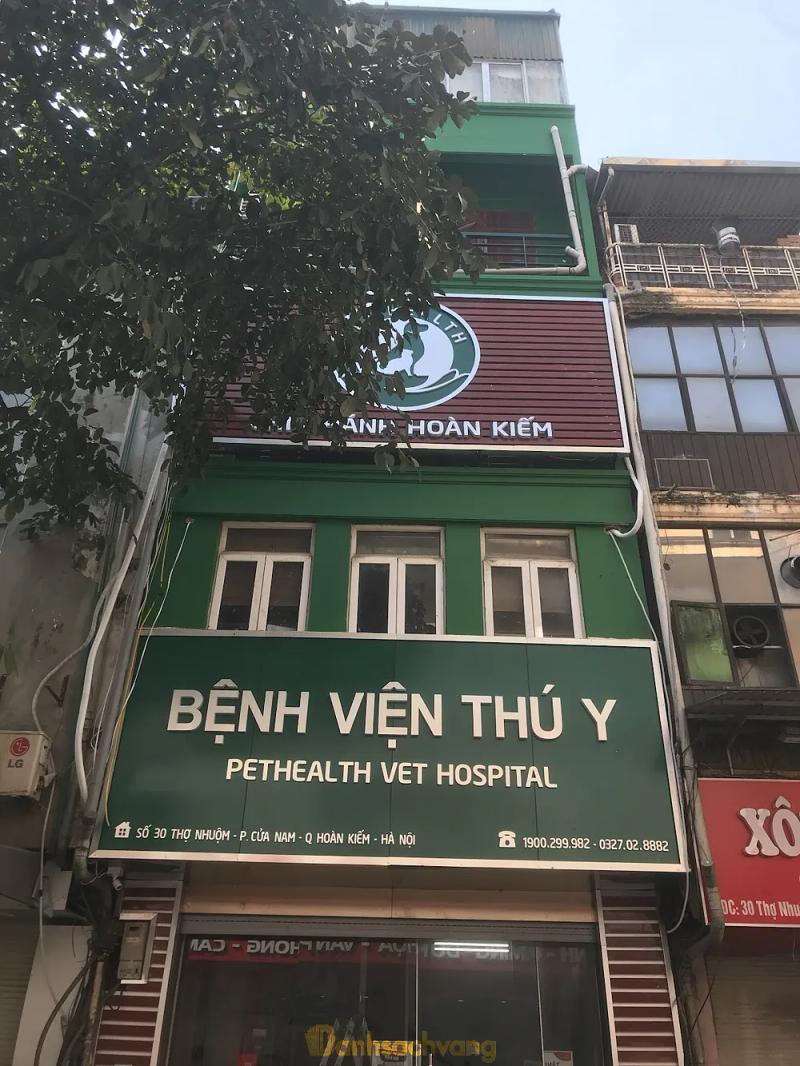 HOÀN KIẾM
BỆNH VIỆN THÚ Y
PETHEALTH VET HOSPITAL
SỐ 30 THỢ NHUỘM - P. CỬA NAM - Q HOÀN KIẾM - HÀ NỘI
1900.299.982 - 0327.02.8882
LG
XÔ
ĐC: 30 Thợ Nhu
Danhsachvang